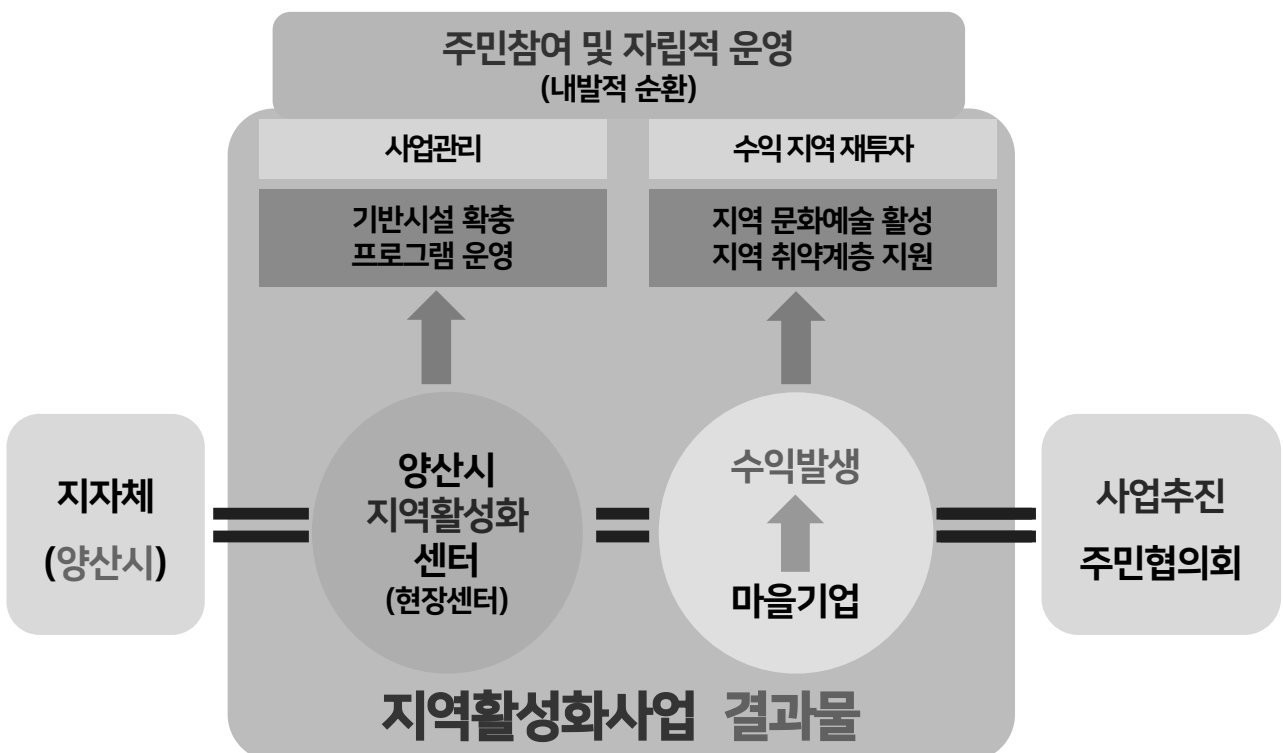 주민참여 및 자립적 운영
(내발적 순환)
사업관리
수익 지역 재투자
기반시설 확충
프로그램 운영
지역 문화예술 활성
지역 취약계층 지원
지자체
(양산시)
양산시
지역활성화
센터
(현장센터)
수익발생
마을기업
사업추진
주민협의회
지역활성화사업 결과물